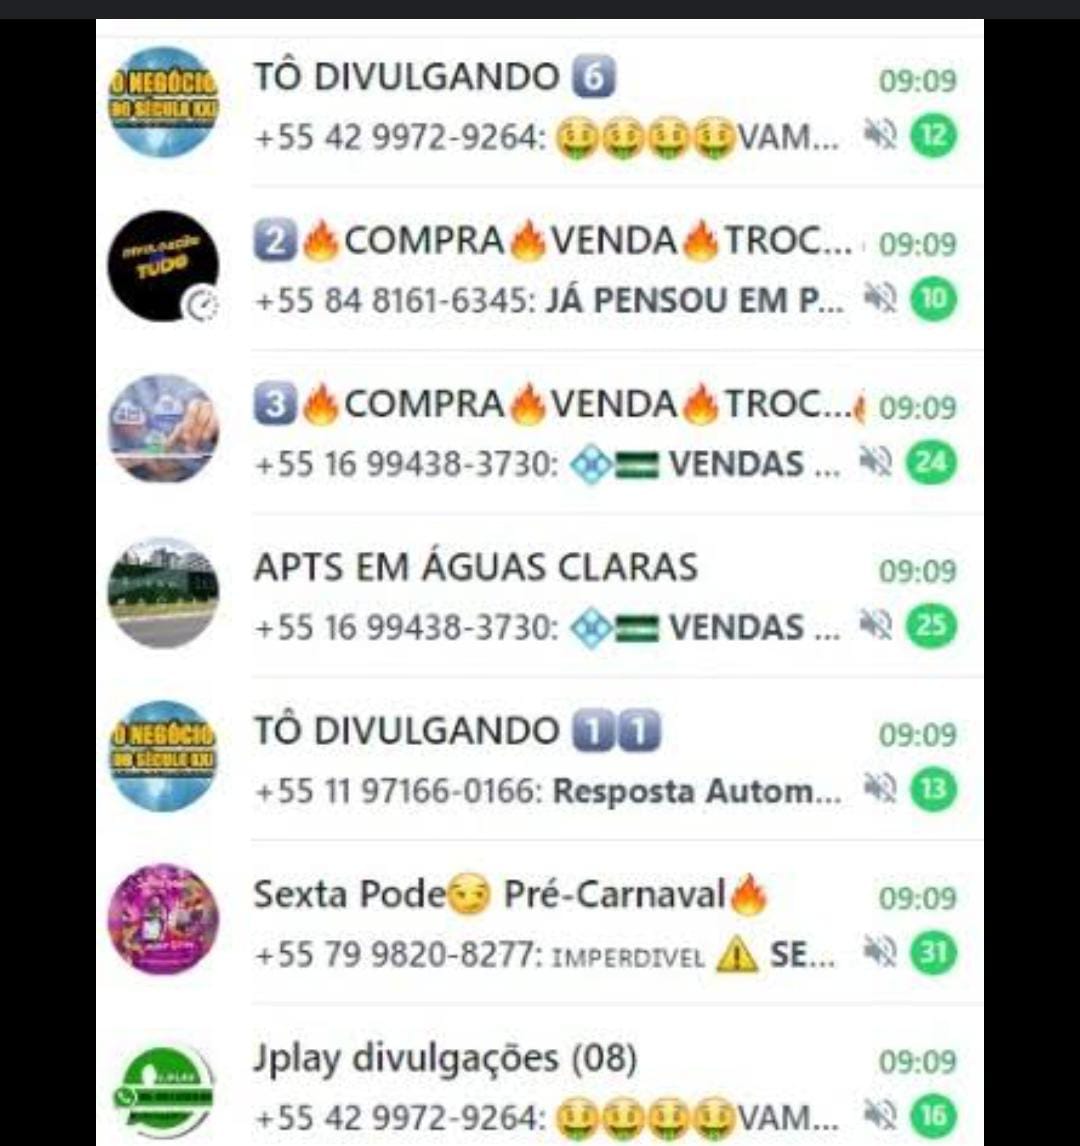 O NEGÓCIO
DO SÉCULO XXI
TÔ DIVULGANDO 6️⃣
09:09
+55 42 9972-9264: 🤑🤑🤑🤑VAM...
12
DIVULGAÇÃO
TUDO
2️⃣🔥COMPRA🔥VENDA🔥TROC...
09:09
+55 84 8161-6345: JÁ PENSOU EM P...
10
3️⃣🔥COMPRA🔥VENDA🔥TROC...
09:09
+55 16 99438-3730: 💠 VENDAS ...
24
APTS EM ÁGUAS CLARAS
09:09
+55 16 99438-3730: 💠 VENDAS ...
25
O NEGÓCIO
DO SÉCULO XXI
TÔ DIVULGANDO 1️⃣1️⃣
09:09
+55 11 97166-0166: Resposta Autom...
13
Sexta Pode😏 Pré-Carnaval🔥
09:09
+55 79 9820-8277: ɪᴍᴘᴇʀᴅɪᴠᴇʟ ⚠️ SE...
31
Jplay divulgações (08)
09:09
+55 42 9972-9264: 🤑🤑🤑🤑VAM...
16